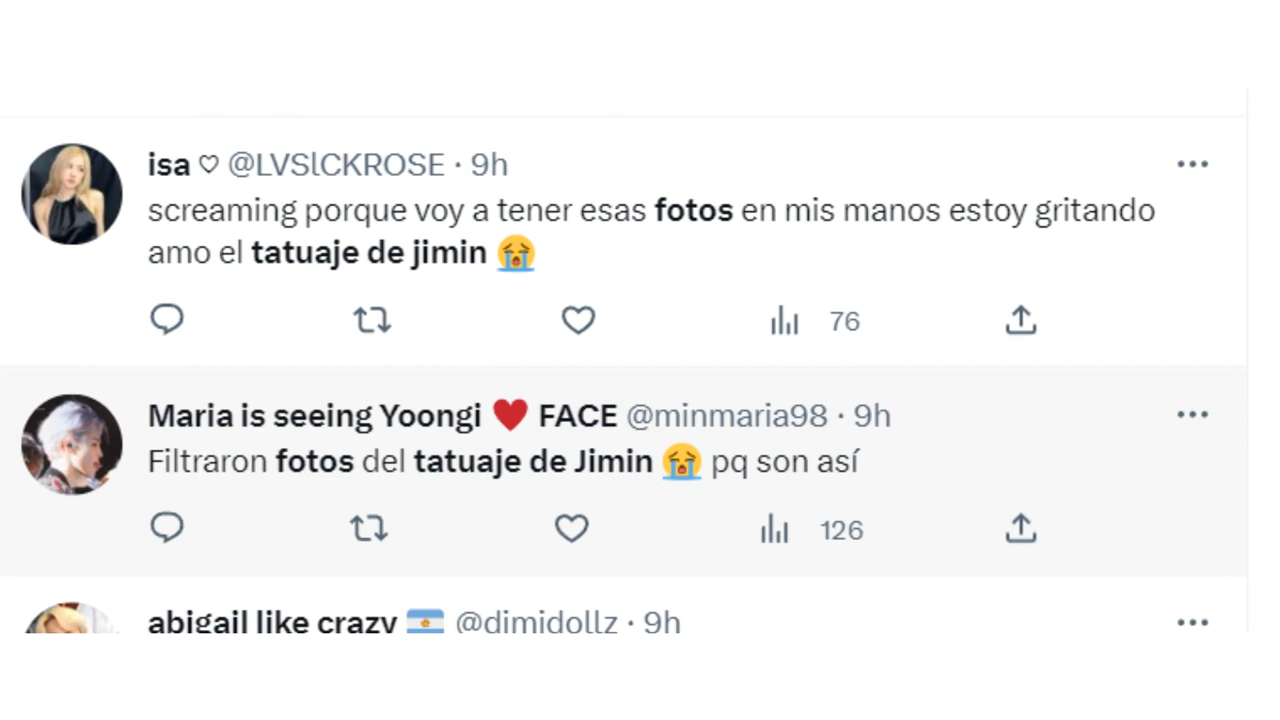 isa ♡ @LVSlCKROSE · 9h
screaming porque voy a tener esas fotos en mis manos estoy gritando
amo el tatuaje de jimin 😭
76
Maria is seeing Yoongi ♥️ FACE @minmaria98 · 9h
Filtraron fotos del tatuaje de Jimin 😭 pq son así
126
abigail like crazy 🇦🇷 @dimidollz · 9h